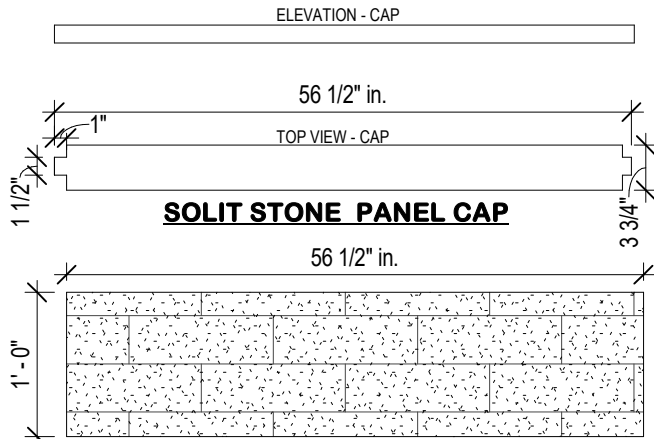 ELEVATION - CAP
56 1/2" in.
1"
TOP VIEW - CAP
1 1/2"
3 3/4"
SOLIT STONE PANEL CAP
56 1/2" in.
1' - 0"